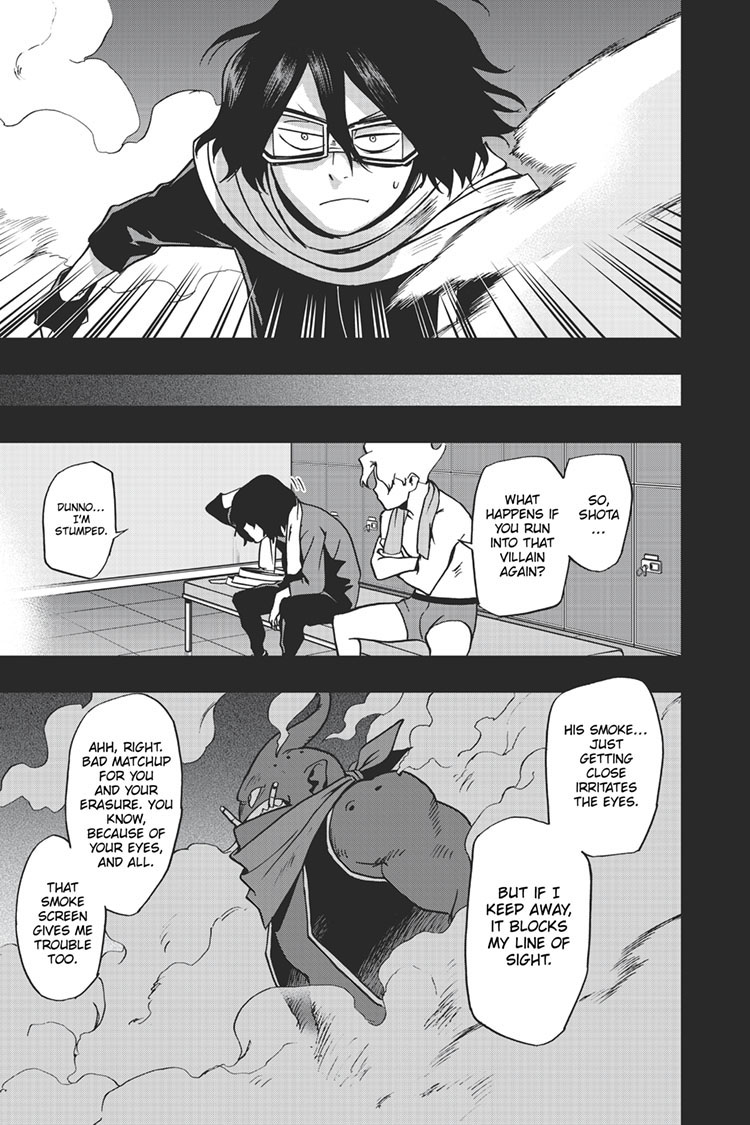 SO,
SHOTA
...
WHAT
HAPPENS IF
YOU RUN
INTO THAT
VILLAIN
AGAIN?
DUNNO...
I'M
STUMPED.
HIS SMOKE...
JUST
GETTING
CLOSE
IRRITATES
THE EYES.
BUT IF I
KEEP AWAY,
IT BLOCKS
MY LINE OF
SIGHT.
AHH, RIGHT.
BAD MATCHUP
FOR YOU
AND YOUR
ERASURE. YOU
KNOW,
BECAUSE OF
YOUR EYES,
AND ALL.
THAT
SMOKE
SCREEN
GIVES ME
TROUBLE
TOO.